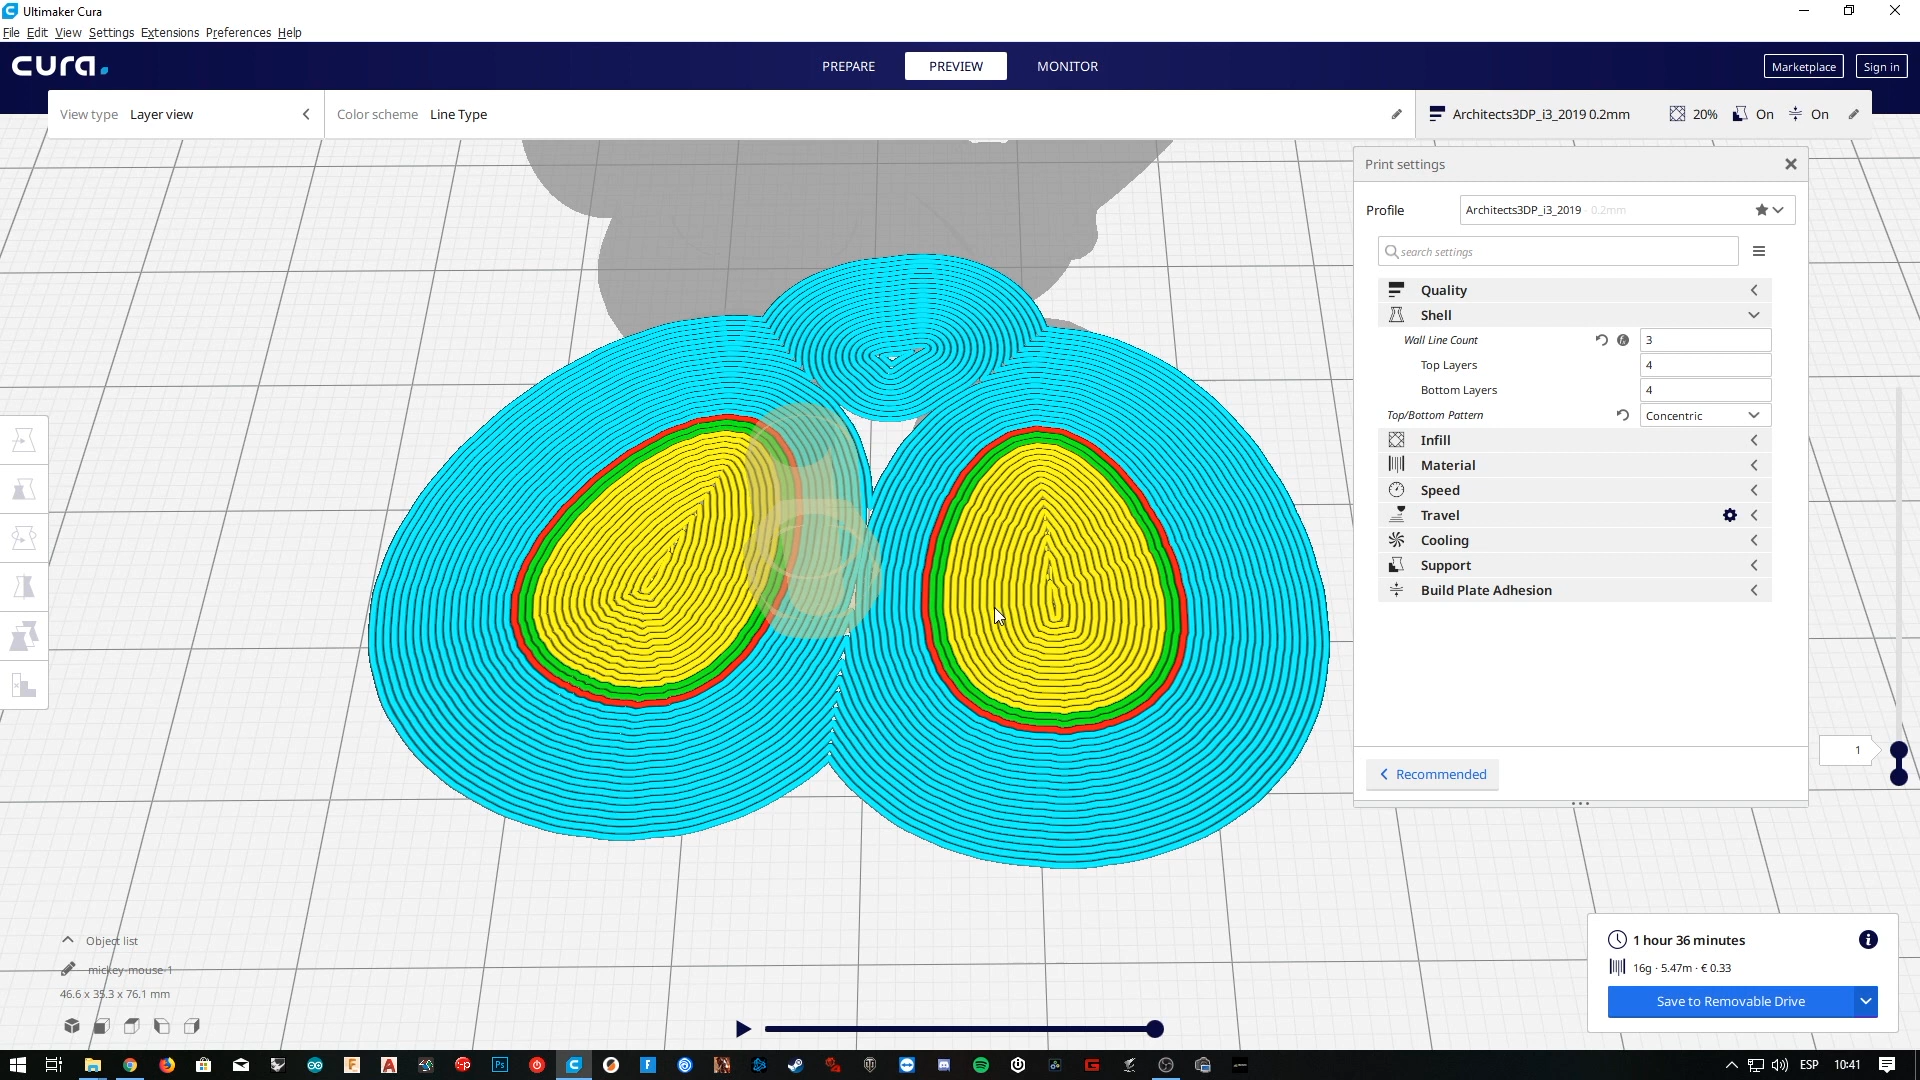 Ultimaker Cura
File Edit View Settings Extensions Preferences Help
cura.
PREPARE PREVIEW MONITOR
Marketplace Sign in
View type Layer view
Color scheme Line Type
Architects3DP_i3_2019 0.2mm 20% On On
Print settings
Profile Architects3DP_i3_2019 - 0.2mm
search settings
Quality
Shell
Wall Line Count 3
Top Layers 4
Bottom Layers 4
Top/Bottom Pattern Concentric
Infill
Material
Speed
Travel
Cooling
Support
Build Plate Adhesion
1
Recommended
Object list
mickey-mouse-1
46.6 x 35.3 x 76.1 mm
1 hour 36 minutes
16g · 5.47m · € 0.33
Save to Removable Drive
ESP 10:41